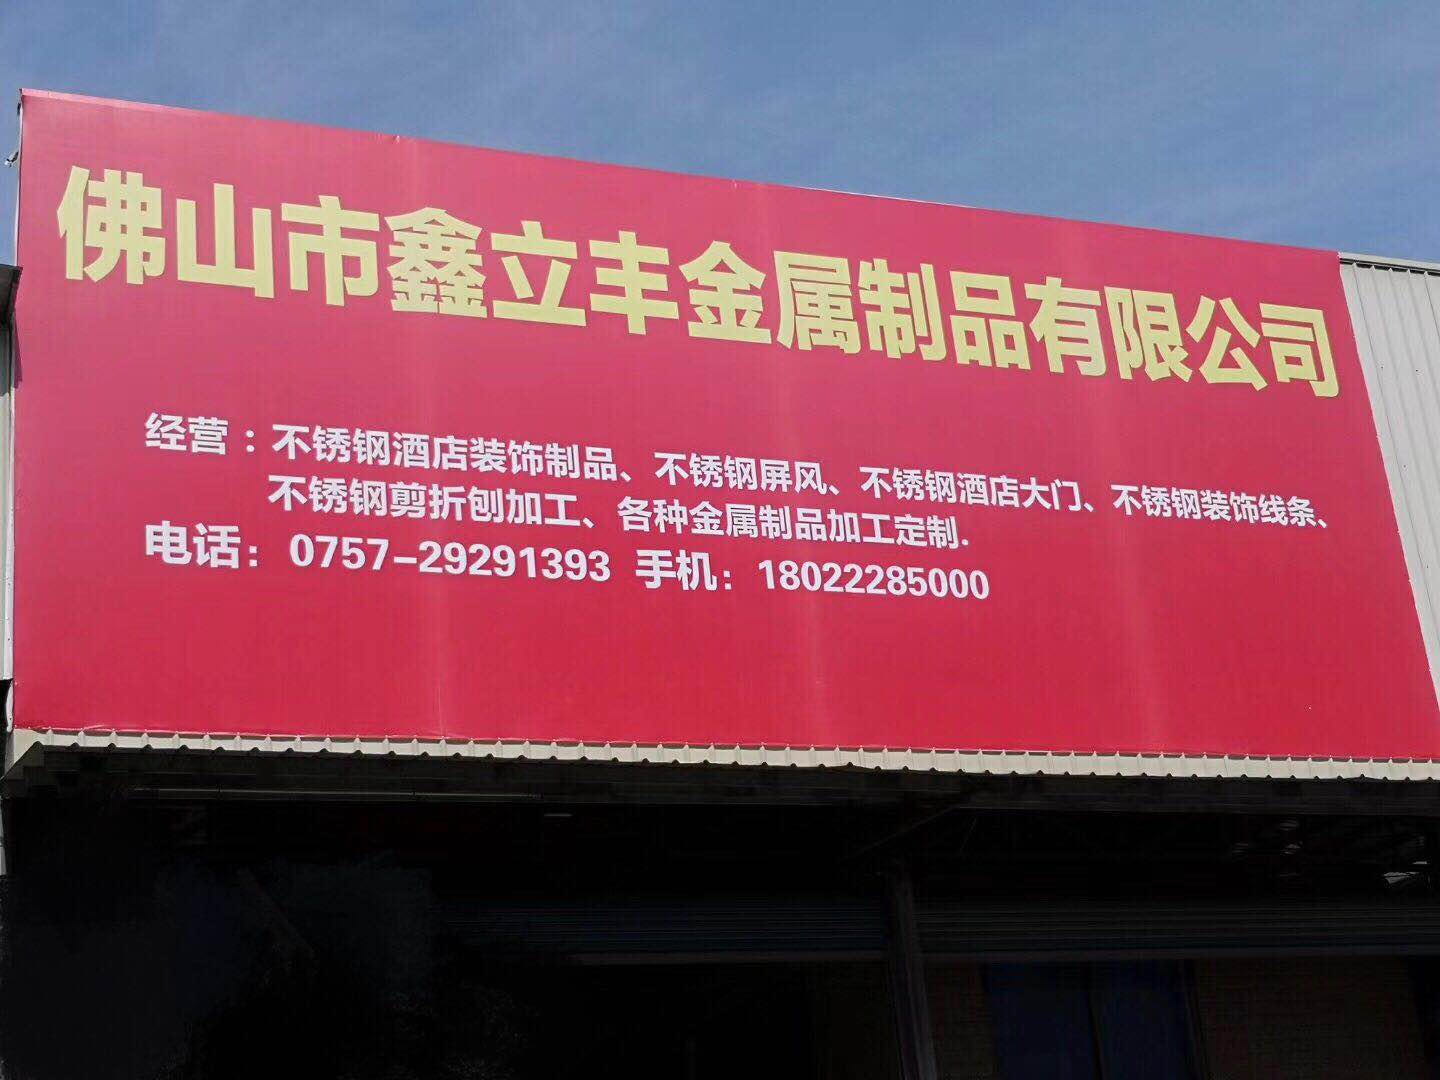 佛山市鑫立丰金属制品有限公司
经营：不锈钢酒店装饰制品、不锈钢屏风、不锈钢酒店大门、不锈钢装饰线条、
不锈钢剪折刨加工、各种金属制品加工定制.
电话：0757-29291393 手机：18022285000